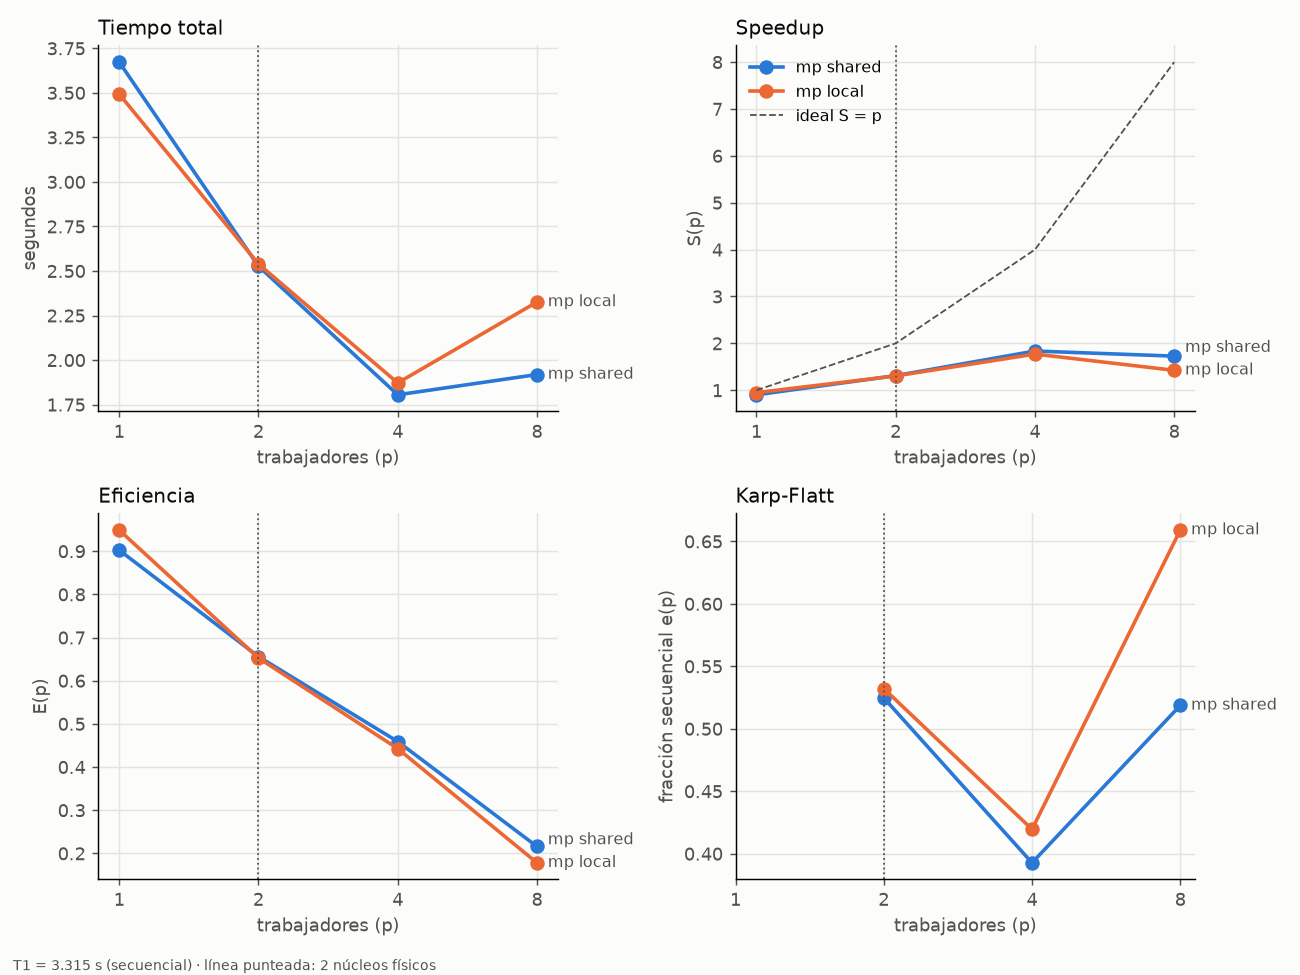 Tiempo total
3.75
3.50
3.25
3.00
2.75
2.50
2.25
2.00
1.75
segundos
mp local
mp shared
1 2 4 8
trabajadores (p)
Speedup
mp shared
mp local
ideal S = p
8
7
6
5
4
3
2
1
S(p)
mp shared
mp local
1 2 4 8
trabajadores (p)
Eficiencia
0.9
0.8
0.7
0.6
0.5
0.4
0.3
0.2
E(p)
mp shared
mp local
1 2 4 8
trabajadores (p)
Karp-Flatt
0.65
0.60
0.55
0.50
0.45
0.40
fracción secuencial e(p)
mp local
mp shared
1 2 4 8
trabajadores (p)
T1 = 3.315 s (secuencial) · línea punteada: 2 núcleos físicos